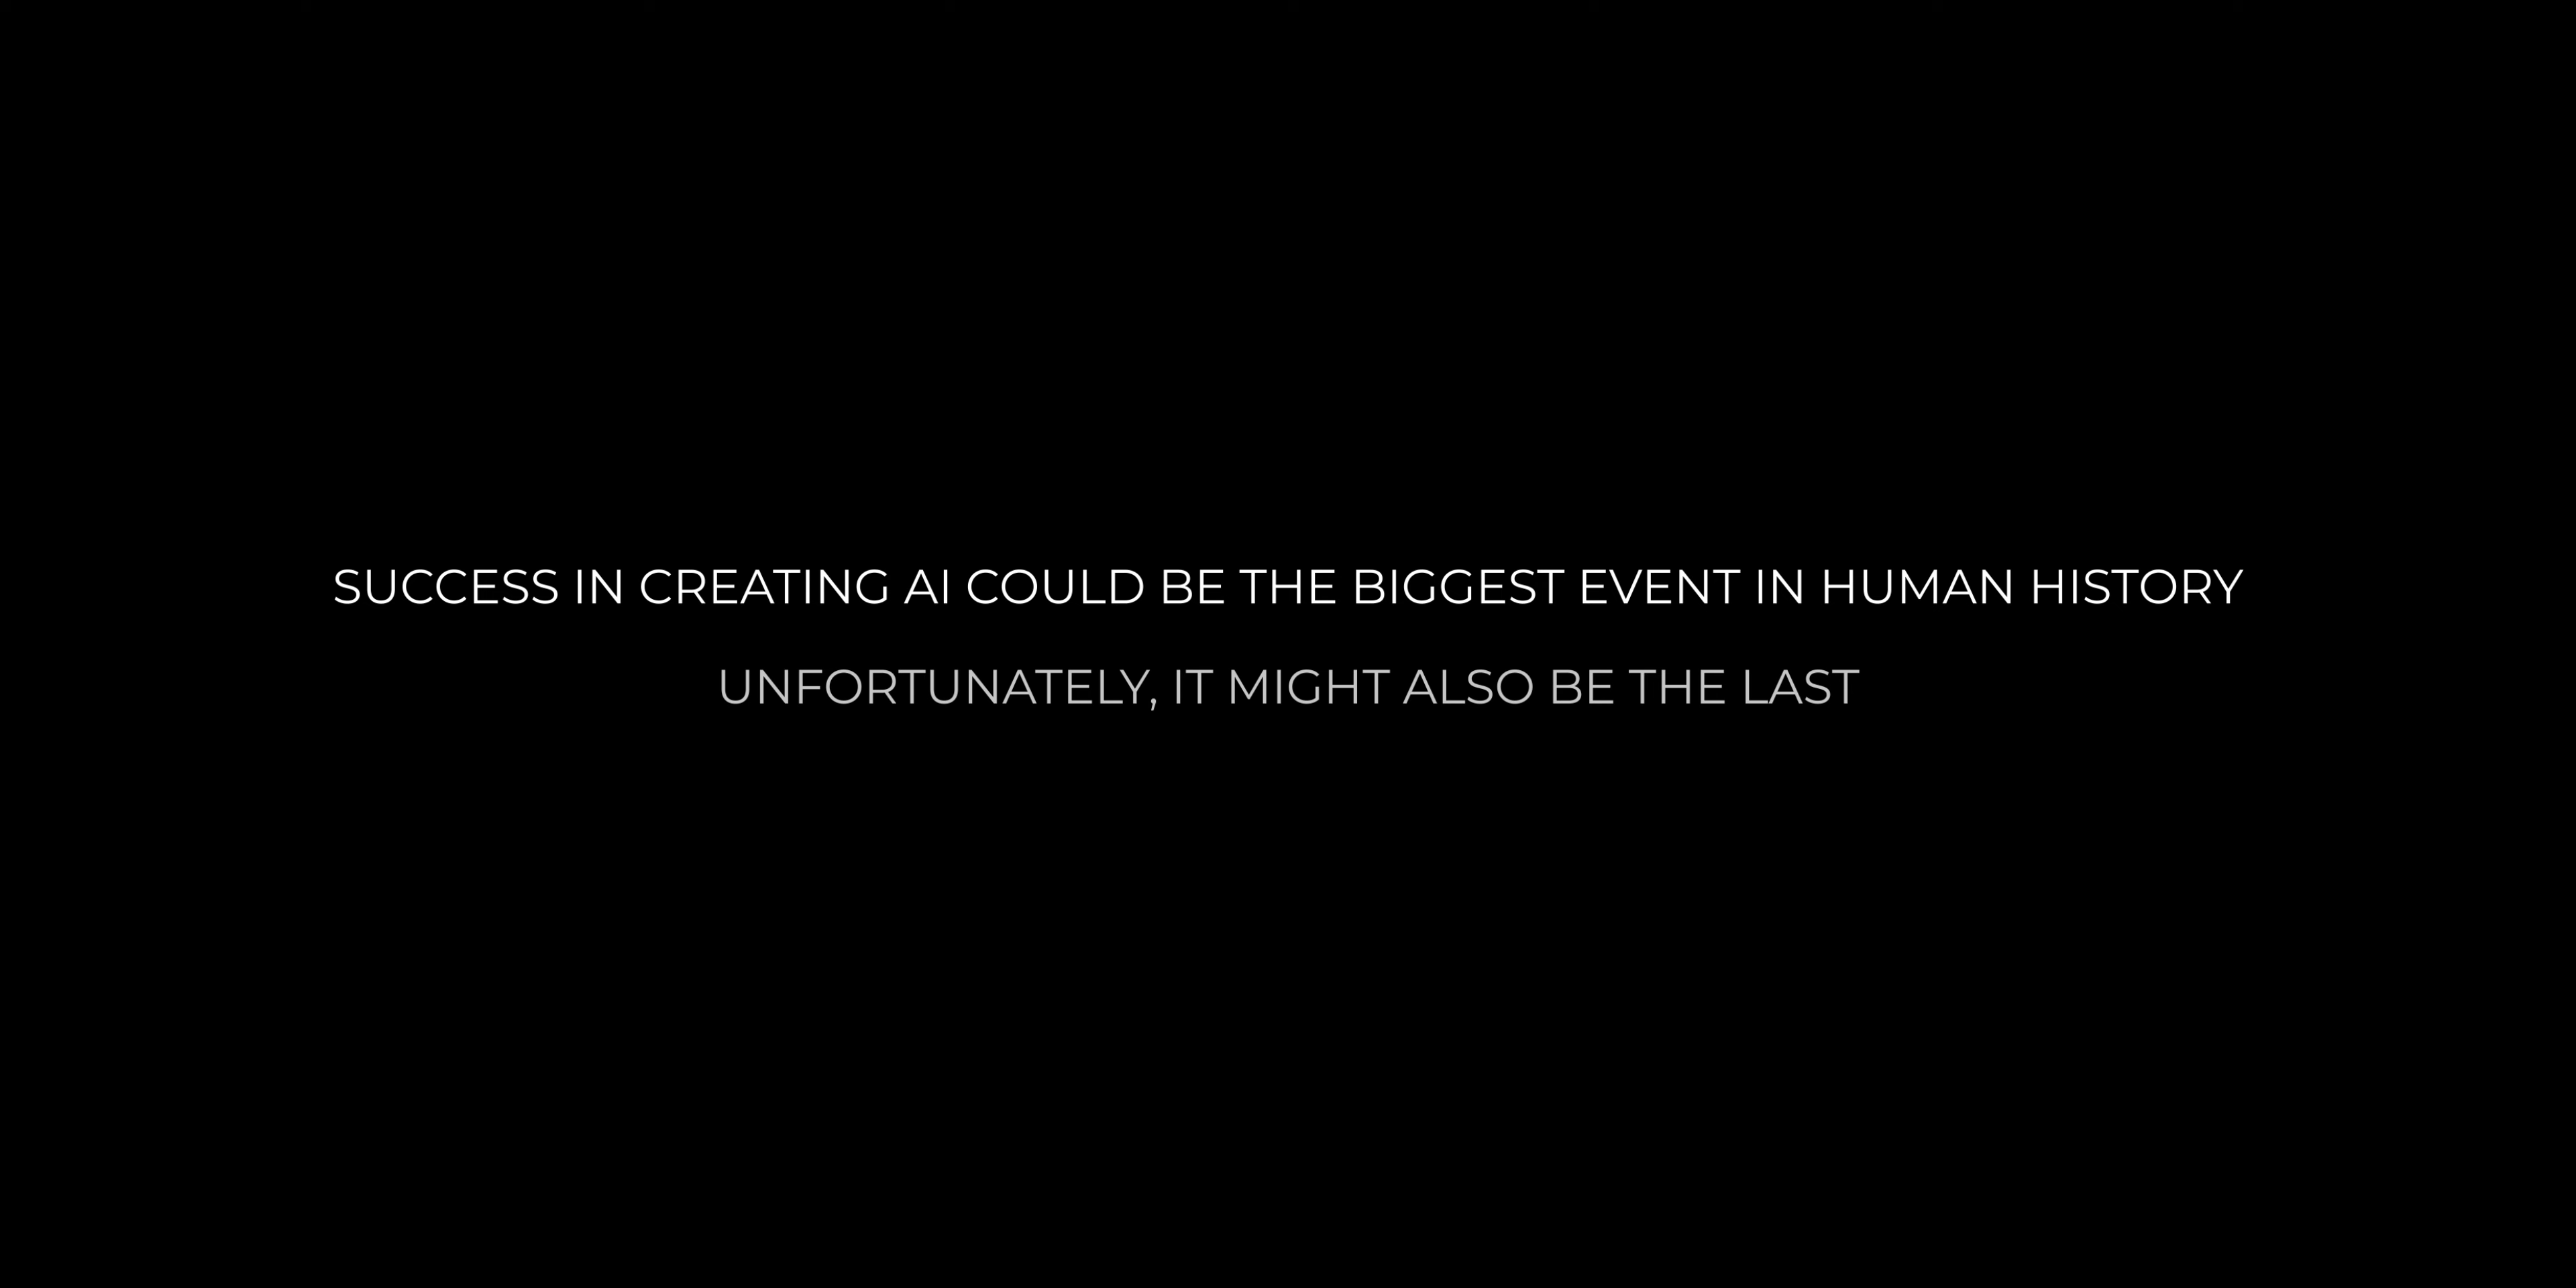 SUCCESS IN CREATING AI COULD BE THE BIGGEST EVENT IN HUMAN HISTORY
UNFORTUNATELY, IT MIGHT ALSO BE THE LAST